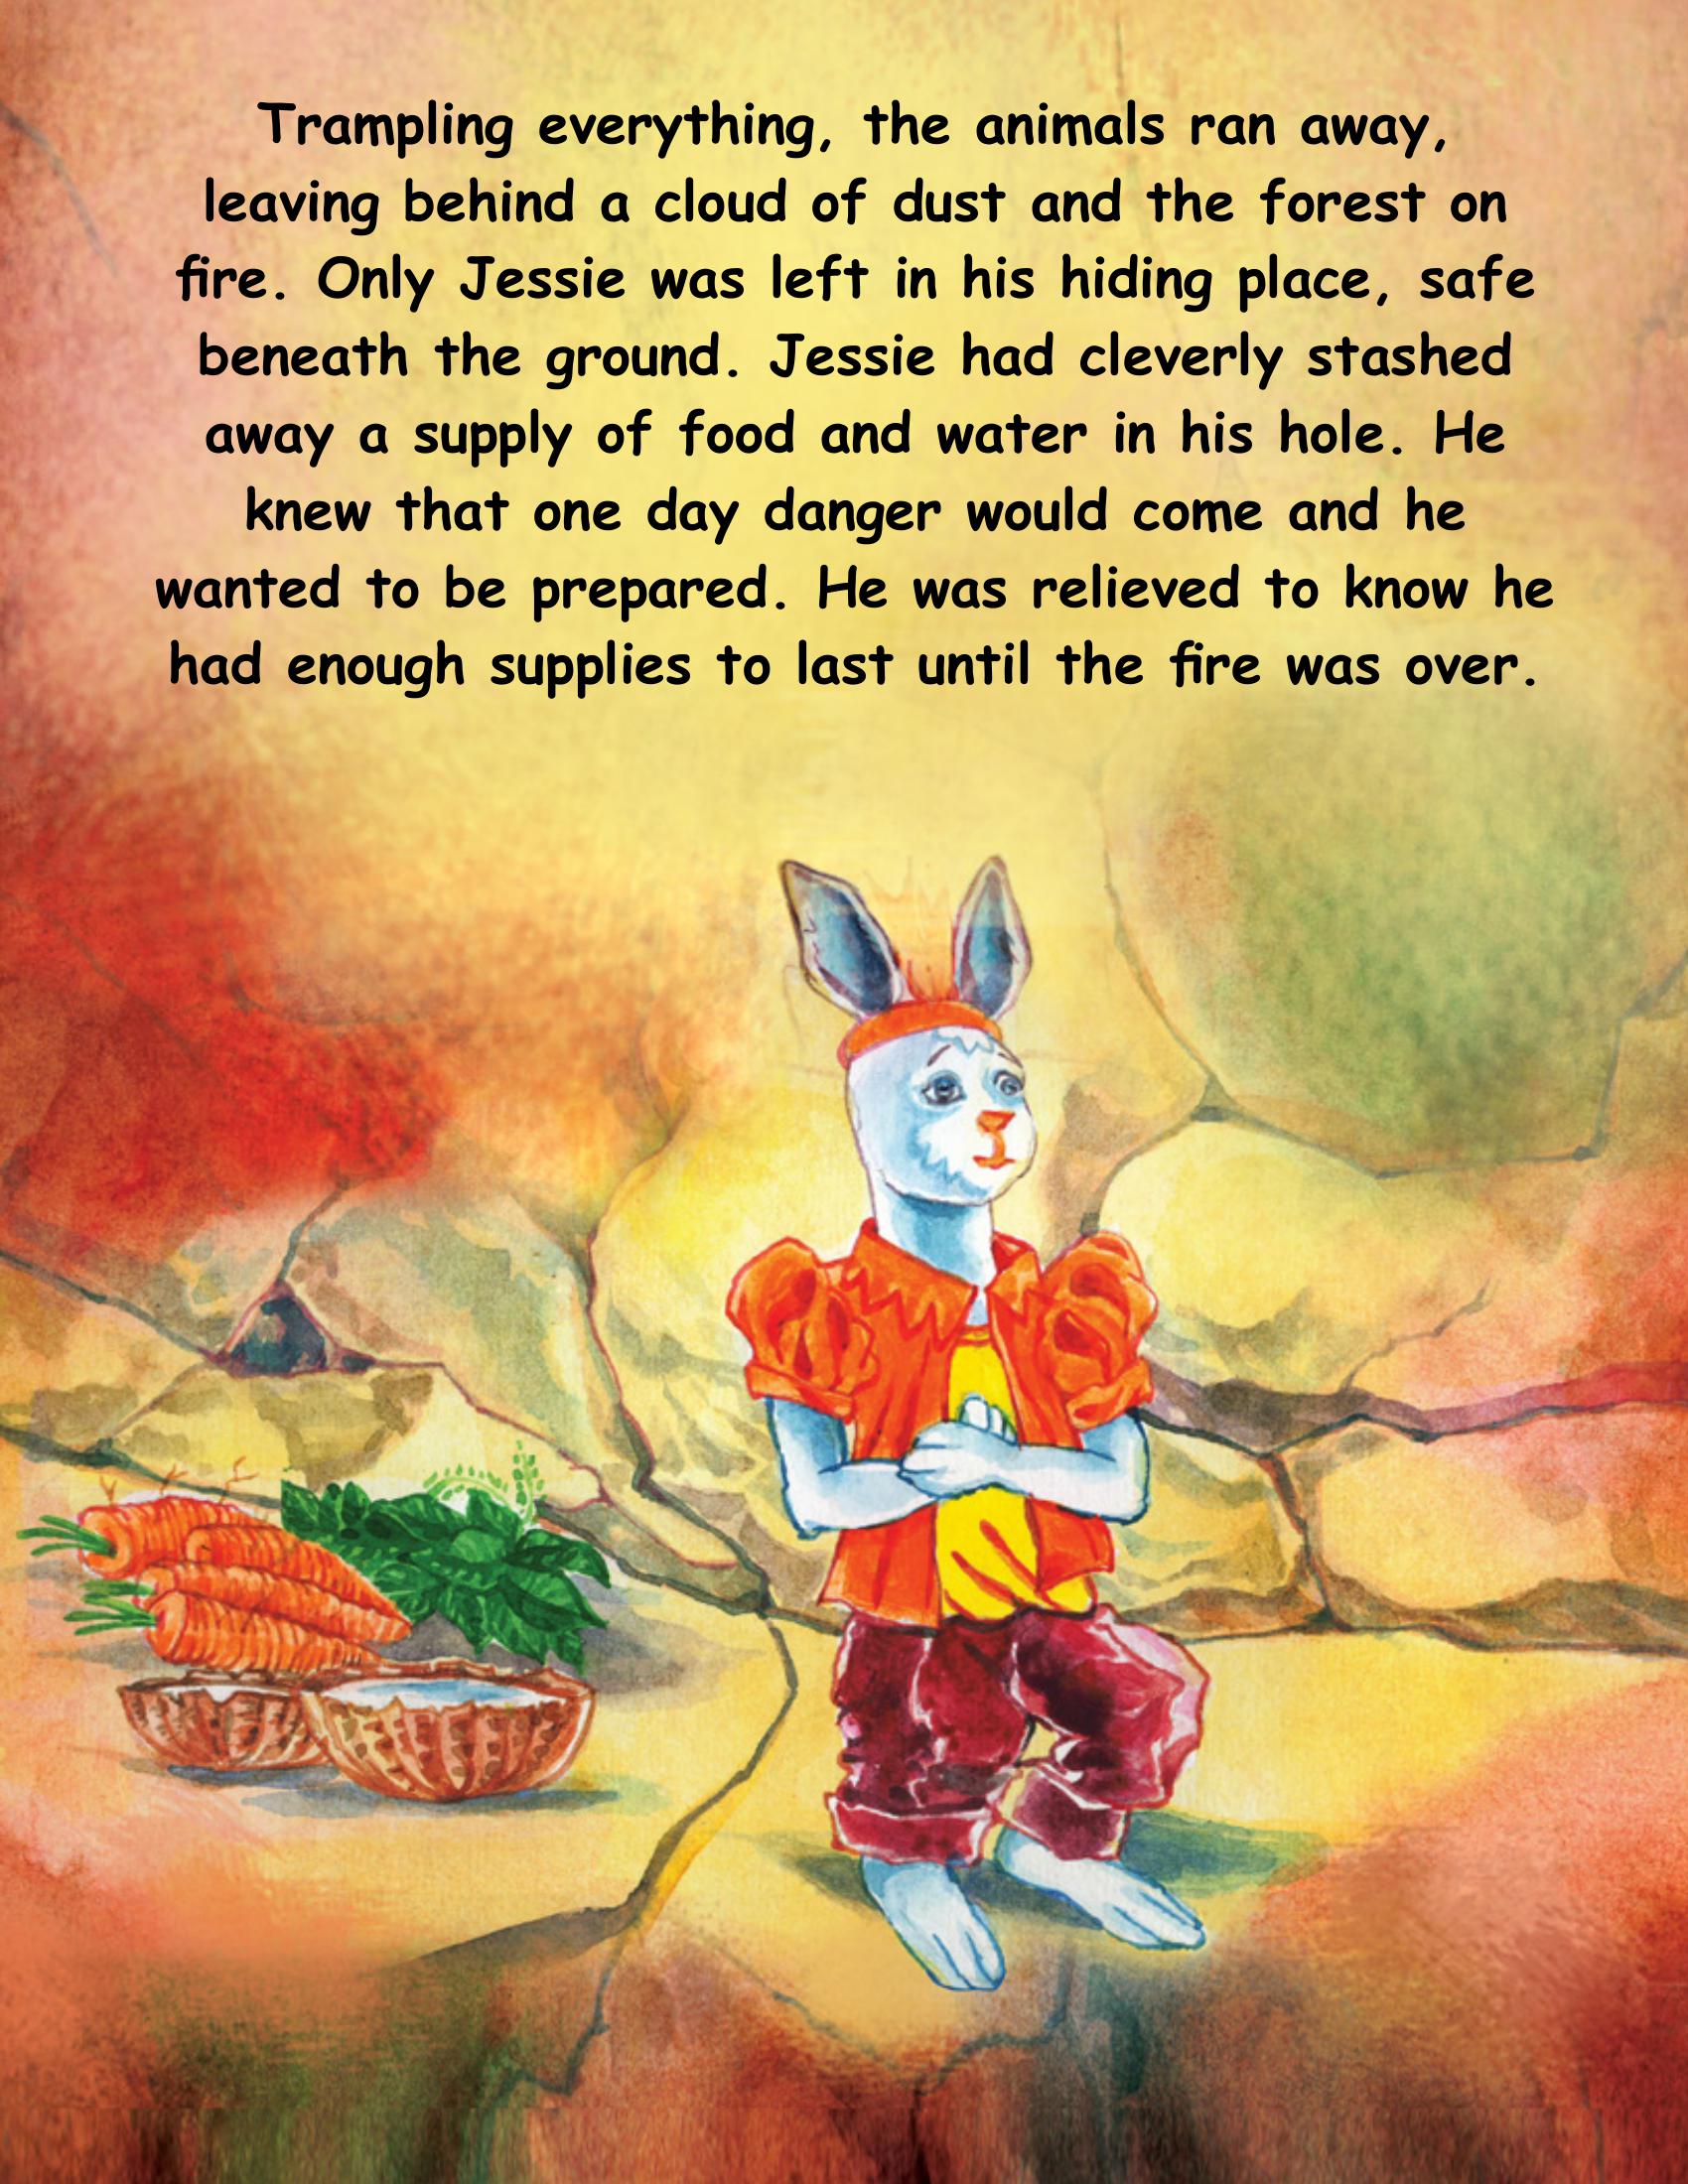 Trampling everything, the animals ran away,
leaving behind a cloud of dust and the forest on
fire. Only Jessie was left in his hiding place, safe
beneath the ground. Jessie had cleverly stashed
away a supply of food and water in his hole. He
knew that one day danger would come and he
wanted to be prepared. He was relieved to know he
had enough supplies to last until the fire was over.